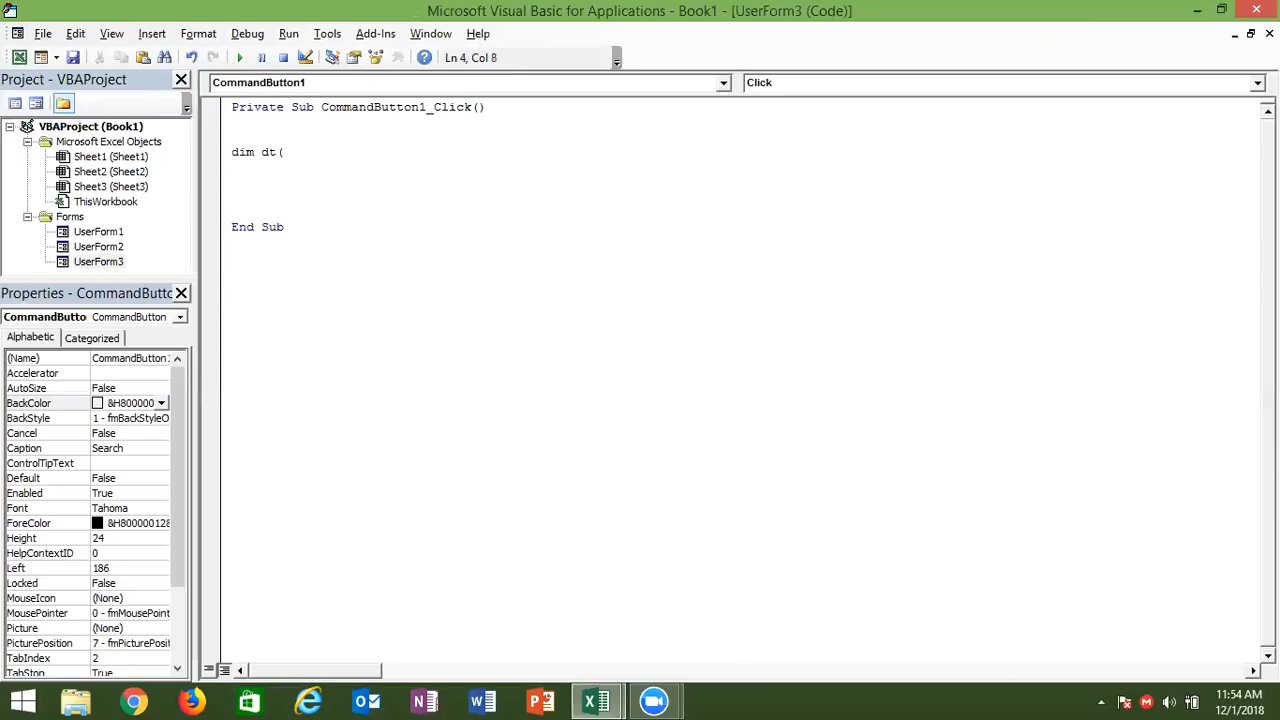 Microsoft Visual Basic for Applications - Book1 - [UserForm3 (Code)]
File Edit View Insert Format Debug Run Tools Add-Ins Window Help
Ln 4, Col 8
Project - VBAProject
CommandButton1
Click
VBAProject (Book1)
Microsoft Excel Objects
Sheet1 (Sheet1)
Sheet2 (Sheet2)
Sheet3 (Sheet3)
ThisWorkbook
Forms
UserForm1
UserForm2
UserForm3
Private Sub CommandButton1_Click()
dim dt(
End Sub
Properties - CommandButto
CommandButto CommandButton
Alphabetic Categorized
(Name) CommandButton1
Accelerator
AutoSize False
BackColor &H800000
BackStyle 1 - fmBackStyleO
Cancel False
Caption Search
ControlTipText
Default False
Enabled True
Font Tahoma
ForeColor &H80000128
Height 24
HelpContextID 0
Left 186
Locked False
MouseIcon (None)
MousePointer 0 - fmMousePoint
Picture (None)
PicturePosition 7 - fmPicturePosit
TabIndex 2
TabStop True
11:54 AM
12/1/2018